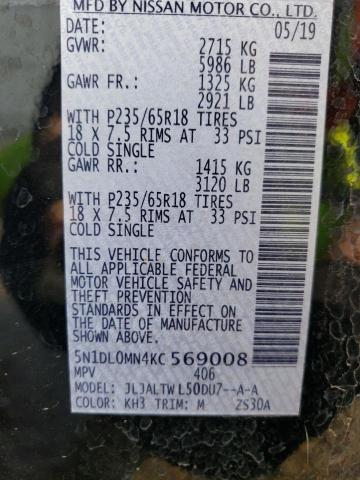 MFD BY NISSAN MOTOR CO., LTD.
DATE: 05/19
GVWR: 2715 KG
5986 LB
GAWR FR.: 1325 KG
2921 LB
WITH P235/65R18 TIRES
18 X 7.5 RIMS AT 33 PSI
COLD SINGLE
GAWR RR.: 1415 KG
3120 LB
WITH P235/65R18 TIRES
18 X 7.5 RIMS AT 33 PSI
COLD SINGLE
THIS VEHICLE CONFORMS TO
ALL APPLICABLE FEDERAL
MOTOR VEHICLE SAFETY AND
THEFT PREVENTION
STANDARDS IN EFFECT ON
THE DATE OF MANUFACTURE
SHOWN ABOVE.
5N1DL0MN4KC569008
MPV 406
MODEL: JLJALTW L50DU7--A-A
COLOR: KH3 TRIM: M 2S30A